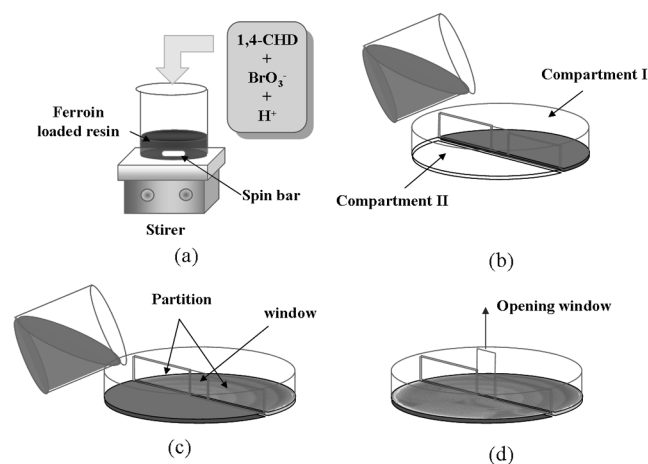 1,4-CHD
+
BrO3-
+
H+
Ferroin
loaded resin
Spin bar
Stirer
(a)
Compartment I
Compartment II
(b)
Partition
window
(c)
Opening window
(d)